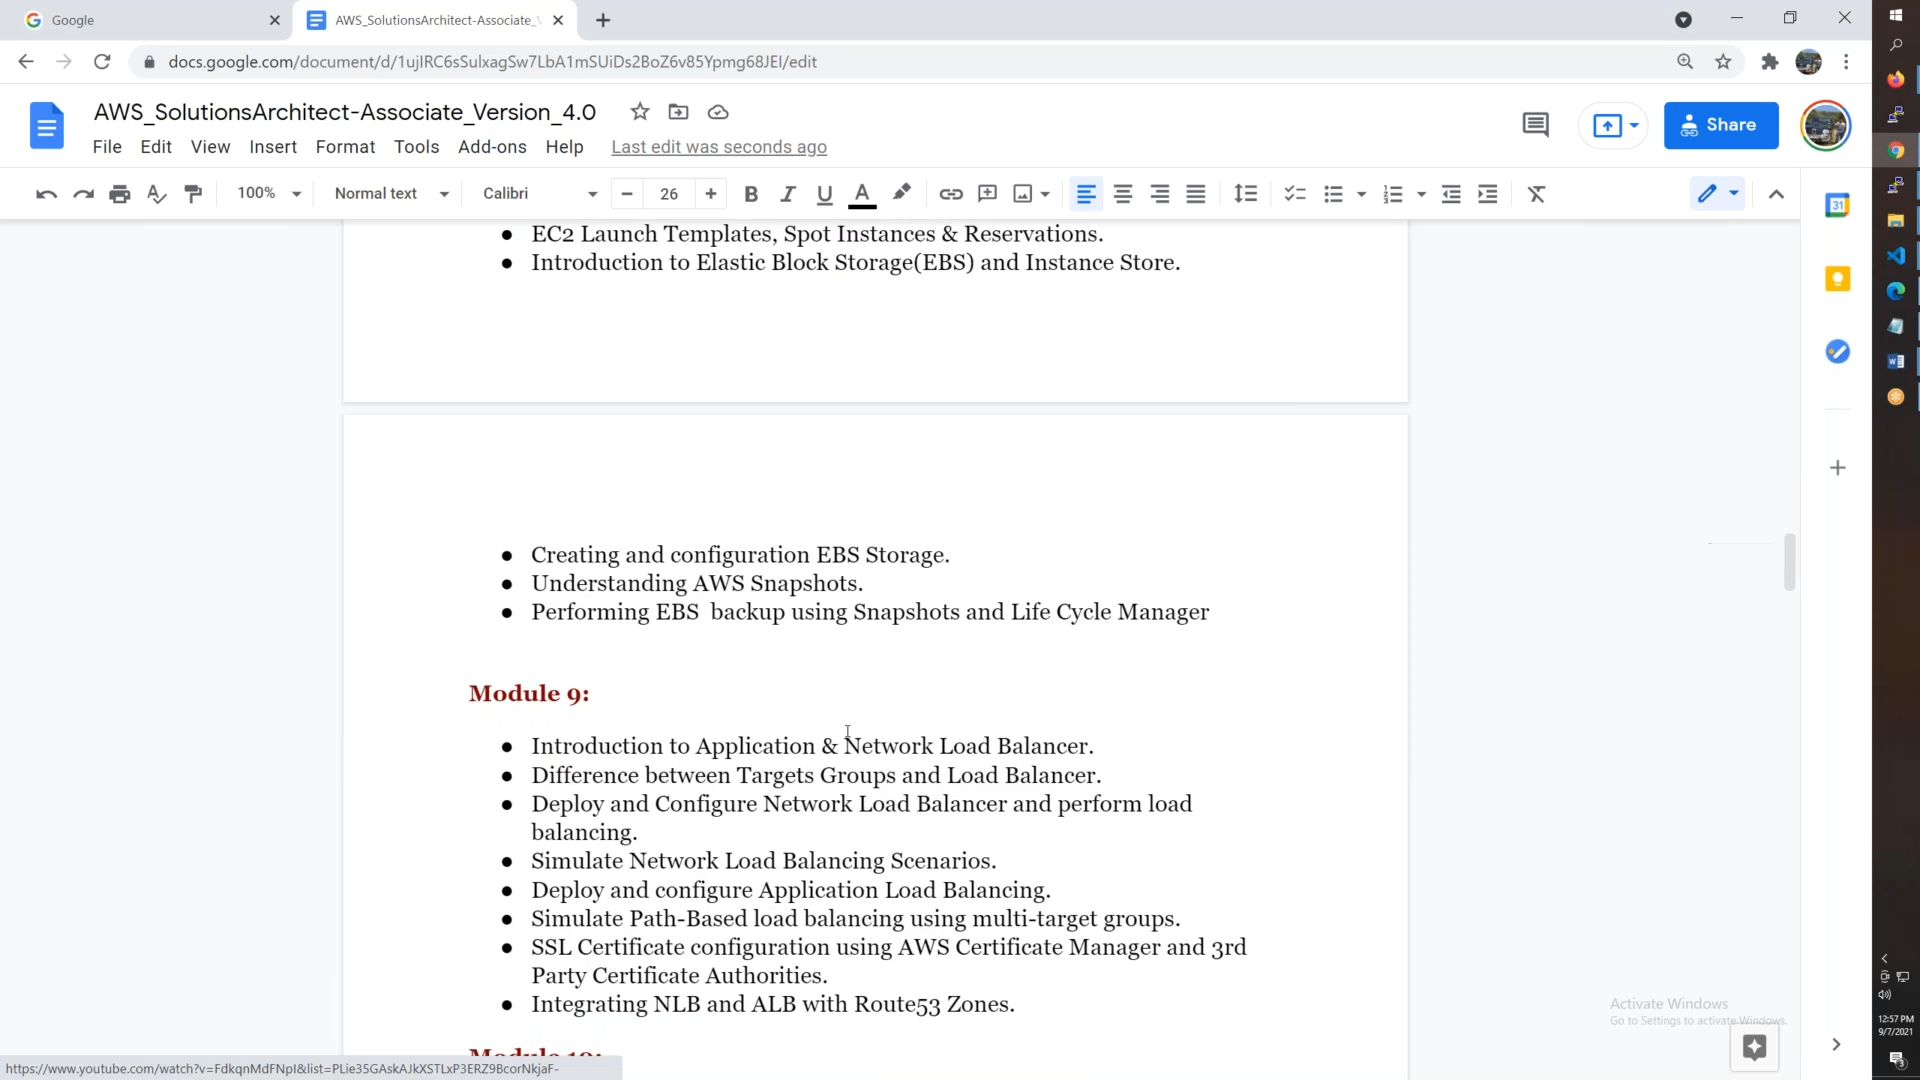 Google
AWS_SolutionsArchitect-Associate_V
docs.google.com/document/d/1ujIRC6sSulxagSw7LbA1mSUiDs2BoZ6v85Ypmg68JEI/edit
AWS_SolutionsArchitect-Associate_Version_4.0
Share
File Edit View Insert Format Tools Add-ons Help Last edit was seconds ago
100% Normal text Calibri 26
EC2 Launch Templates, Spot Instances & Reservations.
Introduction to Elastic Block Storage(EBS) and Instance Store.
Creating and configuration EBS Storage.
Understanding AWS Snapshots.
Performing EBS backup using Snapshots and Life Cycle Manager
Module 9:
Introduction to Application & Network Load Balancer.
Difference between Targets Groups and Load Balancer.
Deploy and Configure Network Load Balancer and perform load
balancing.
Simulate Network Load Balancing Scenarios.
Deploy and configure Application Load Balancing.
Simulate Path-Based load balancing using multi-target groups.
SSL Certificate configuration using AWS Certificate Manager and 3rd
Party Certificate Authorities.
Integrating NLB and ALB with Route53 Zones.
Module 10:
Activate Windows
Go to Settings to activate Windows.
https://www.youtube.com/watch?v=FdkqnMdFNpI&list=PLie35GAskAJkXSTLxP3ERZ9BcorNkjaF-
31
12:57 PM
9/7/2021
3